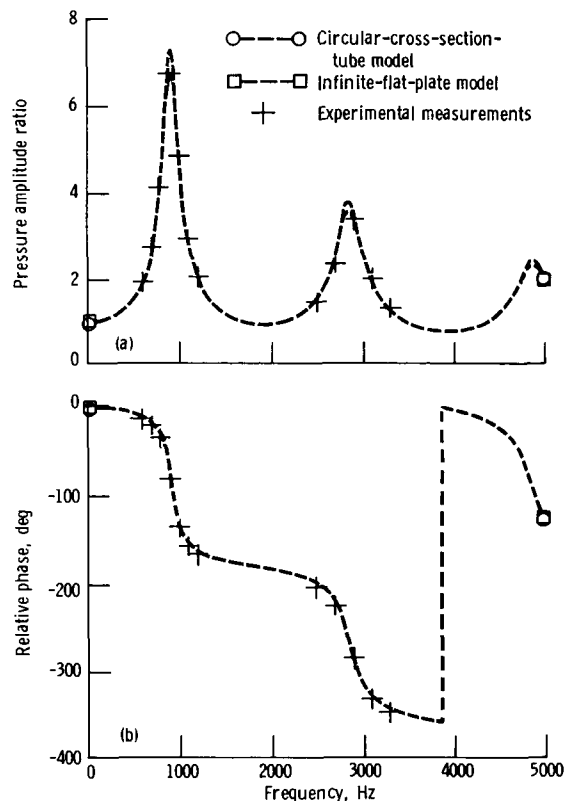 8
Circular-cross-section-
tube model
Infinite-flat-plate model
Experimental measurements
6
4
2
0
Pressure amplitude ratio
(a)
0
-100
-200
-300
-400
Relative phase, deg
(b)
0 1000 2000 3000 4000 5000
Frequency, Hz